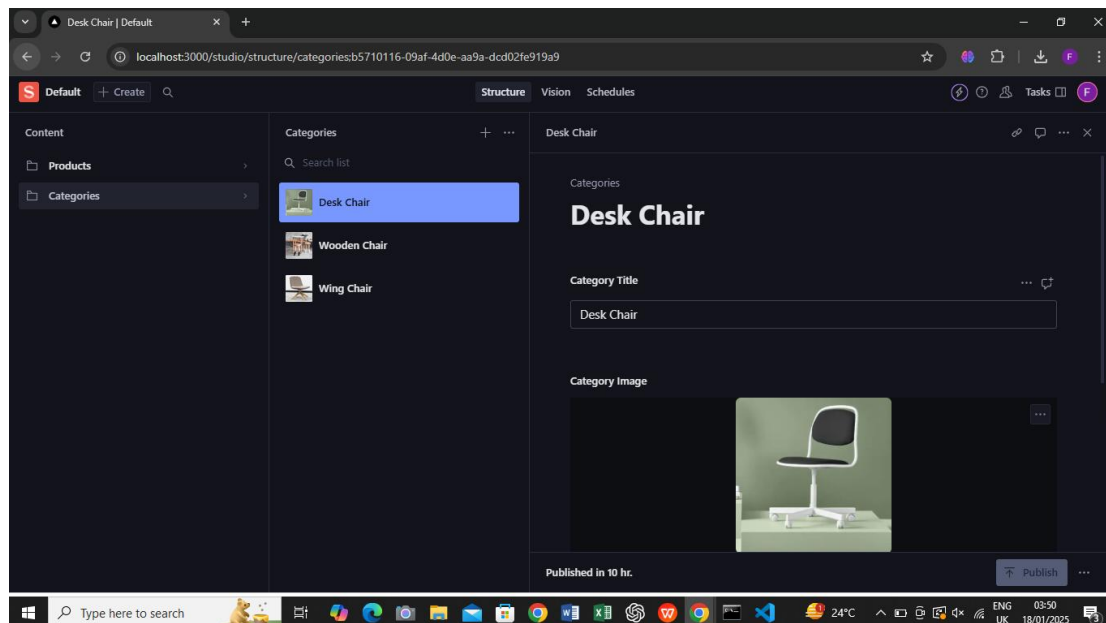 Desk Chair | Default
localhost:3000/studio/structure/categories;b5710116-09af-4d0e-aa9a-dcd02fe919a9
F
S Default + Create Structure Vision Schedules Tasks F
Content
Products
Categories
Categories
Search list
Desk Chair
Wooden Chair
Wing Chair
Desk Chair
Categories
Desk Chair
Category Title
Desk Chair
Category Image
Published in 10 hr.
Publish
Type here to search
24°C
ENG
UK
03:50
18/01/2025
3